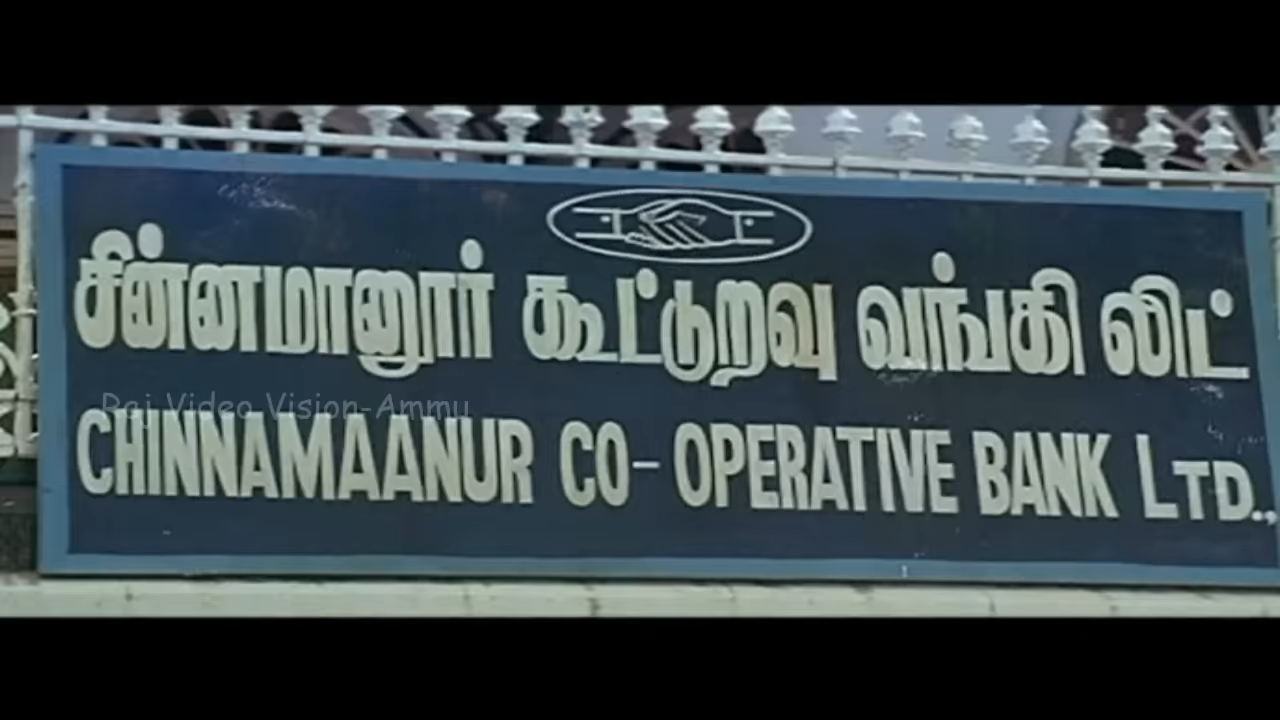 சின்னமானூர் கூட்டுறவு வங்கி லிட்
Raj Video Vision-Ammu
CHINNAMAANUR CO- OPERATIVE BANK LTD.,